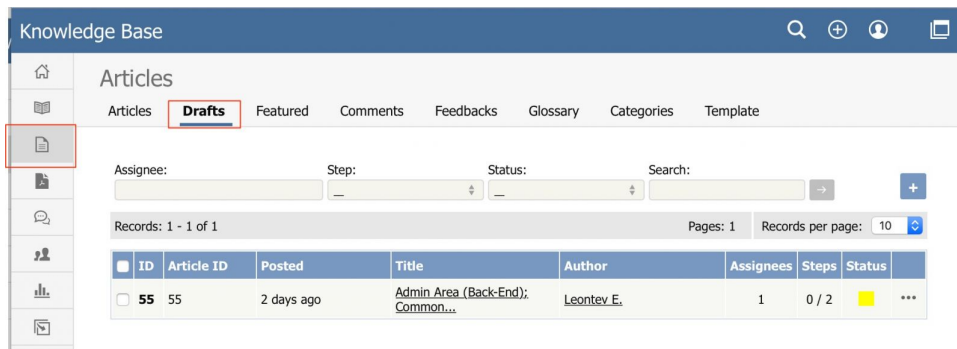 Knowledge Base
Articles
Articles Drafts Featured Comments Feedbacks Glossary Categories Template
Assignee: Step: Status: Search:
__ __
Records: 1 - 1 of 1 Pages: 1 Records per page: 10
ID Article ID Posted Title Author Assignees Steps Status
55 55 2 days ago Admin Area (Back-End); Leontev E. 1 0 / 2
Common...